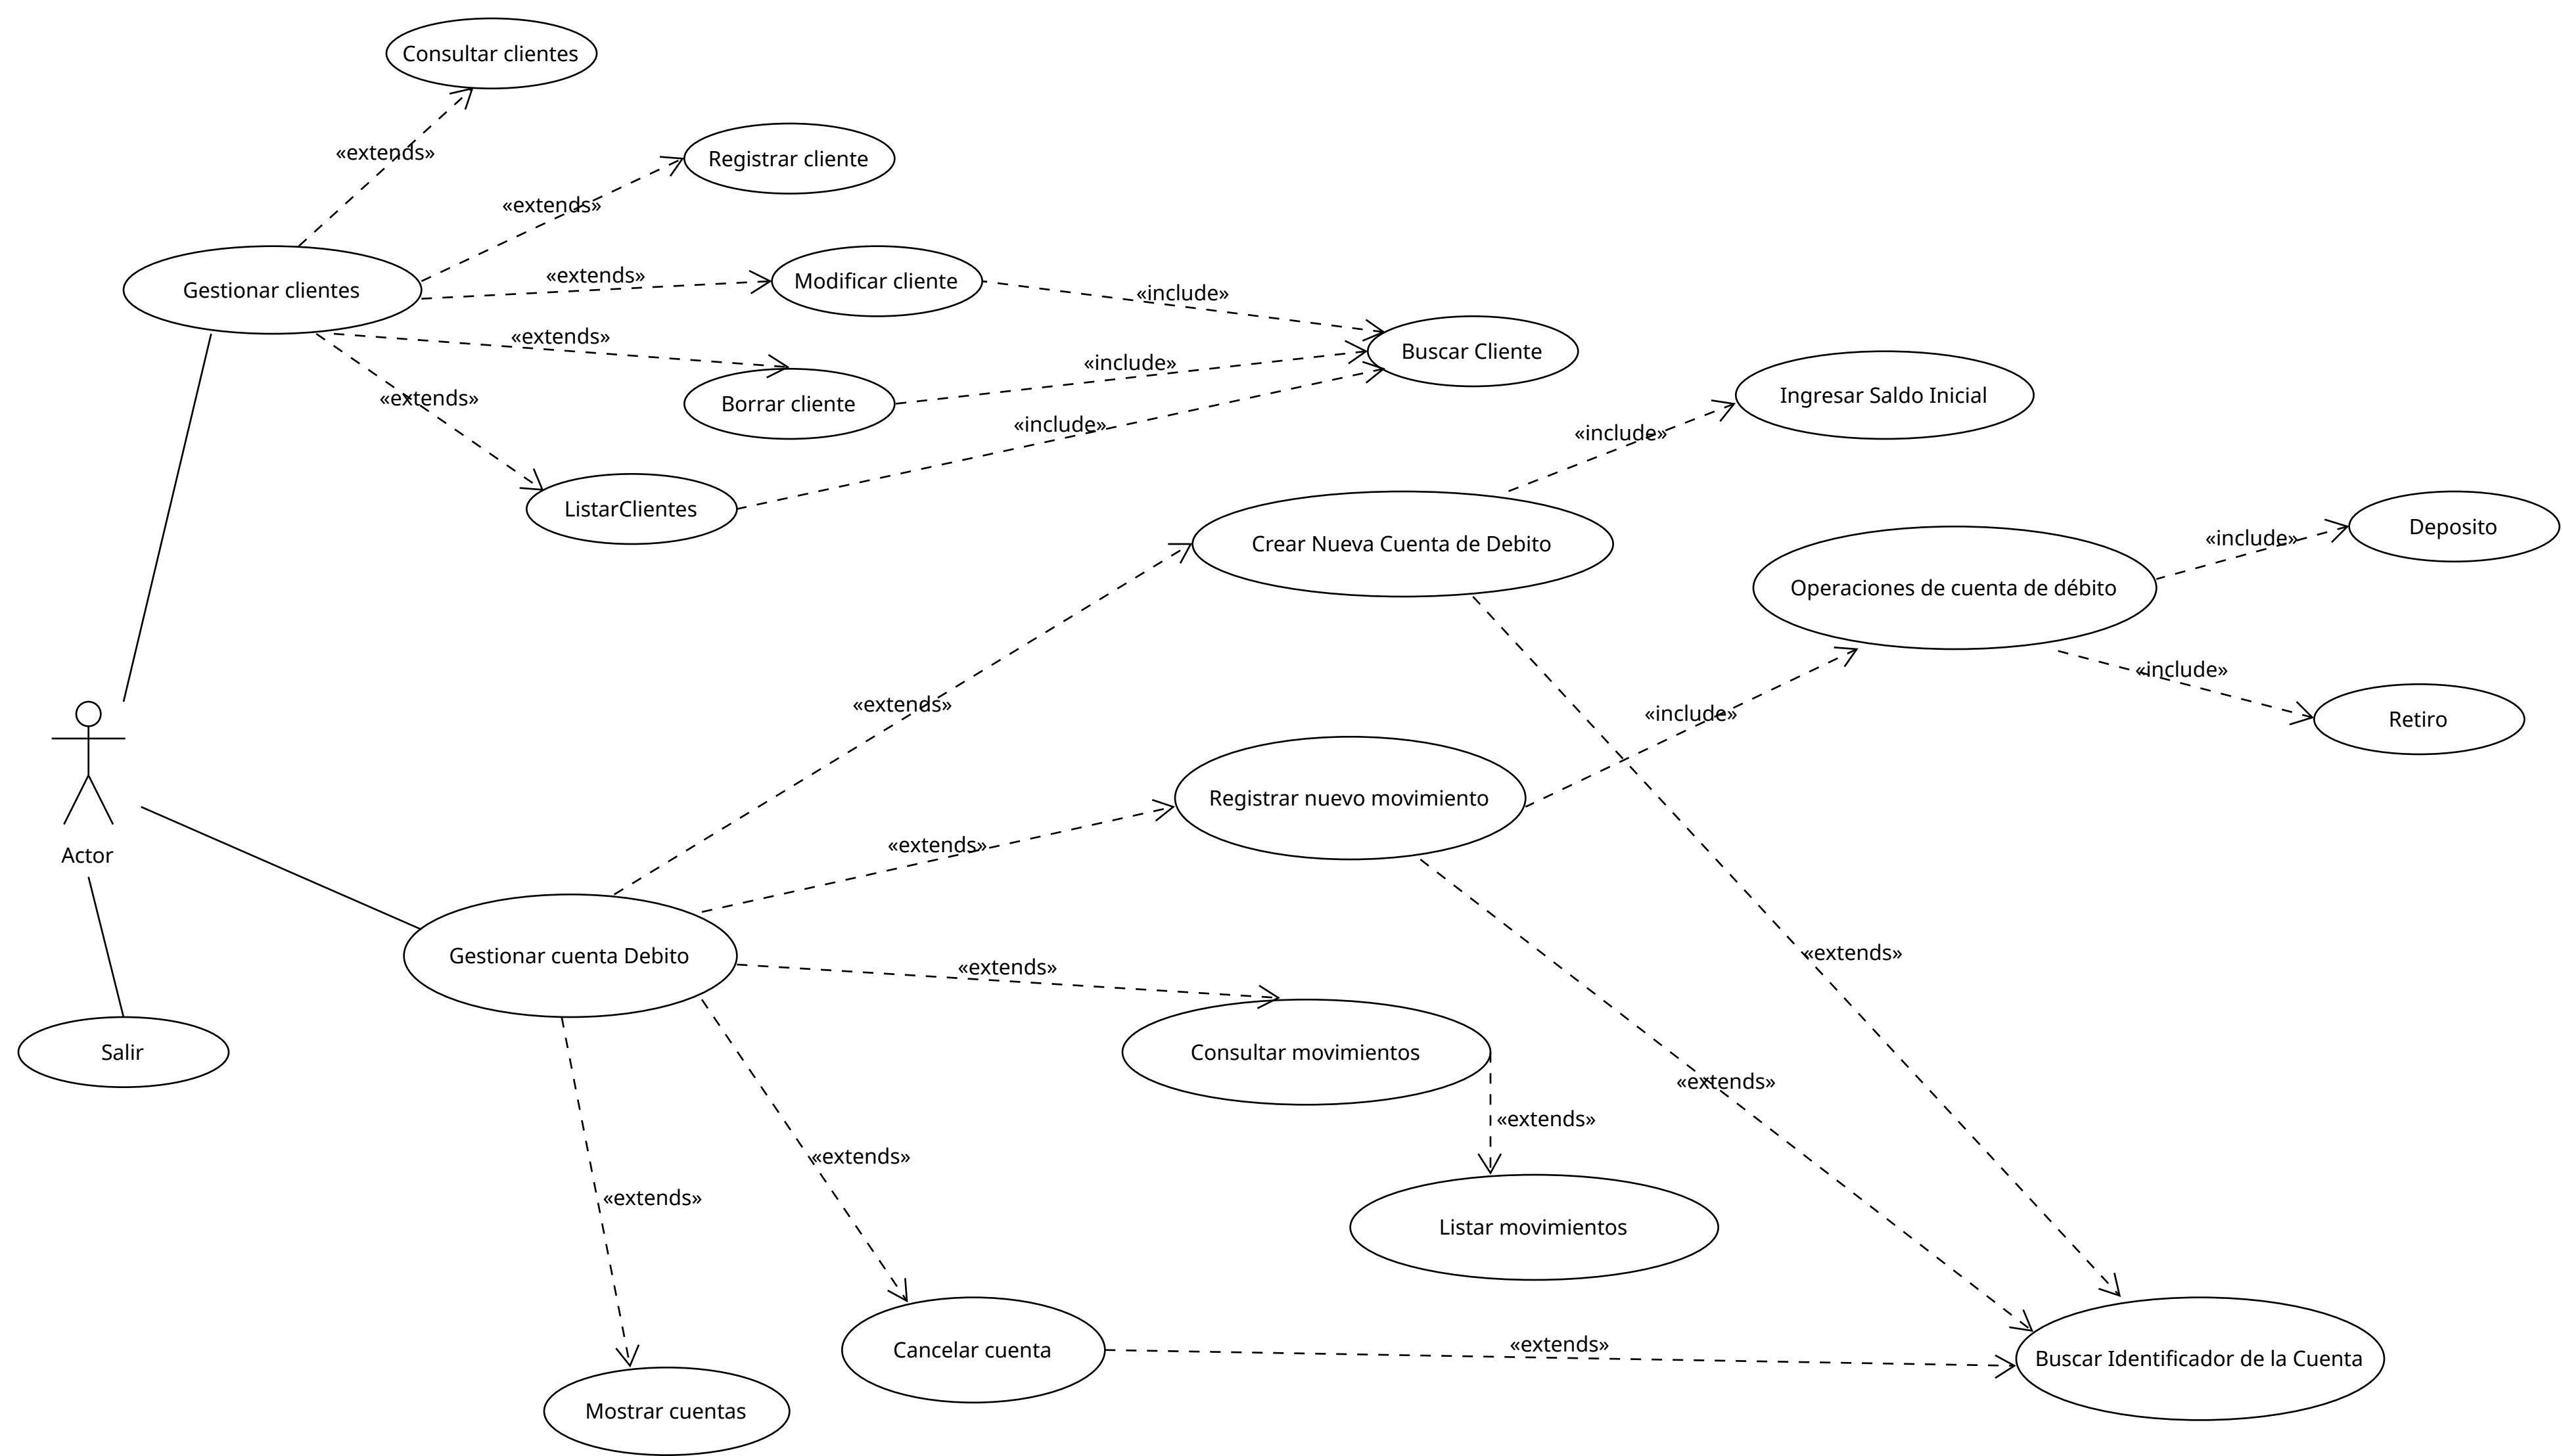 Consultar clientes
«extends»
Registrar cliente
«extends»
Gestionar clientes
«extends»
Modificar cliente
«include»
«extends»
Borrar cliente
«include»
Buscar Cliente
«extends»
ListarClientes
«include»
Ingresar Saldo Inicial
«include»
Crear Nueva Cuenta de Debito
Operaciones de cuenta de débito
«include»
Deposito
«include»
Retiro
«extends»
«include»
Registrar nuevo movimiento
«extends»
Actor
Gestionar cuenta Debito
«extends»
«extends»
Salir
Consultar movimientos
«extends»
«extends»
«extends»
«extends»
Listar movimientos
Cancelar cuenta
«extends»
Buscar Identificador de la Cuenta
Mostrar cuentas